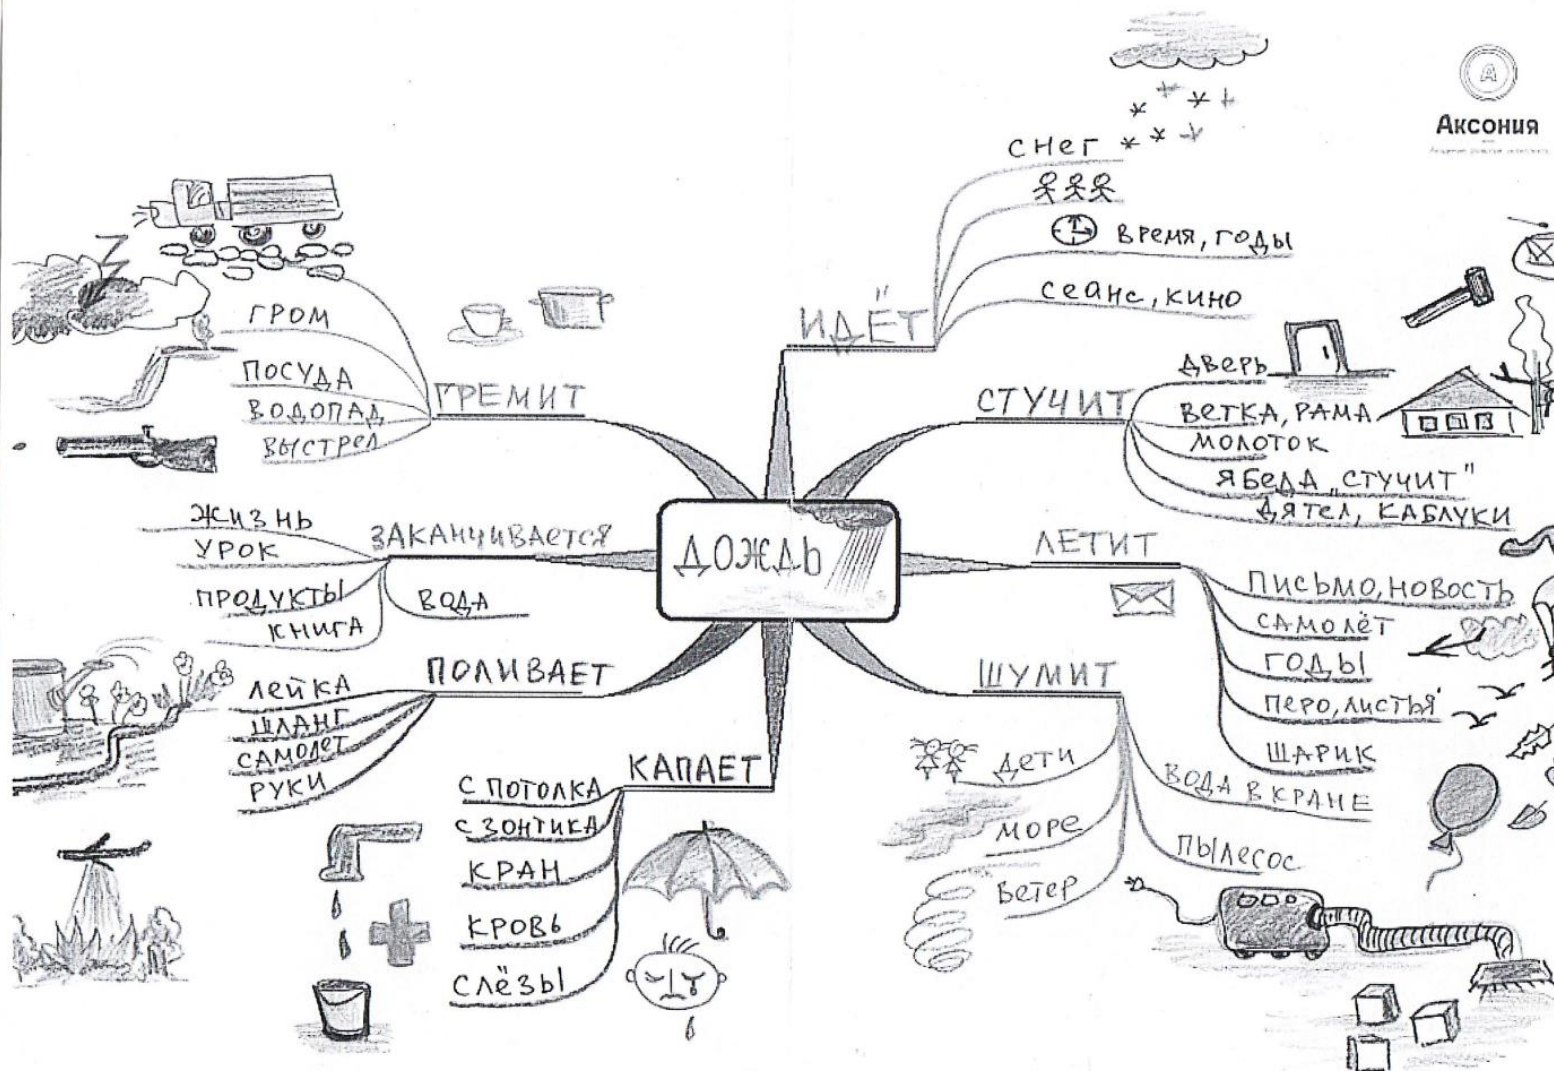 Аксония
ДОЖДЬ
ИДЁТ
снег
время, годы
сеанс, кино
СТУЧИТ
дверь
ветка, рама
молоток
ябеда „стучит"
дятел, каблуки
ЛЕТИТ
письмо, новость
самолёт
годы
перо, листья
шарик
ШУМИТ
вода в кране
пылесос
дети
море
ветер
КАПАЕТ
с потолка
с зонтика
кран
кровь
слёзы
ПОЛИВАЕТ
лейка
шланг
самолет
руки
ЗАКАНЧИВАЕТСЯ
жизнь
урок
продукты
книга
вода
ГРЕМИТ
гром
посуда
водопад
выстрел